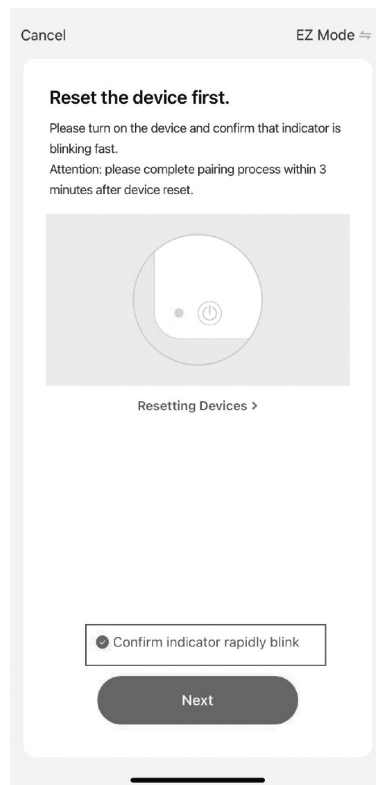 Cancel
EZ Mode ⇋
Reset the device first.
Please turn on the device and confirm that indicator is
blinking fast.
Attention: please complete pairing process within 3
minutes after device reset.
Resetting Devices >
Confirm indicator rapidly blink
Next